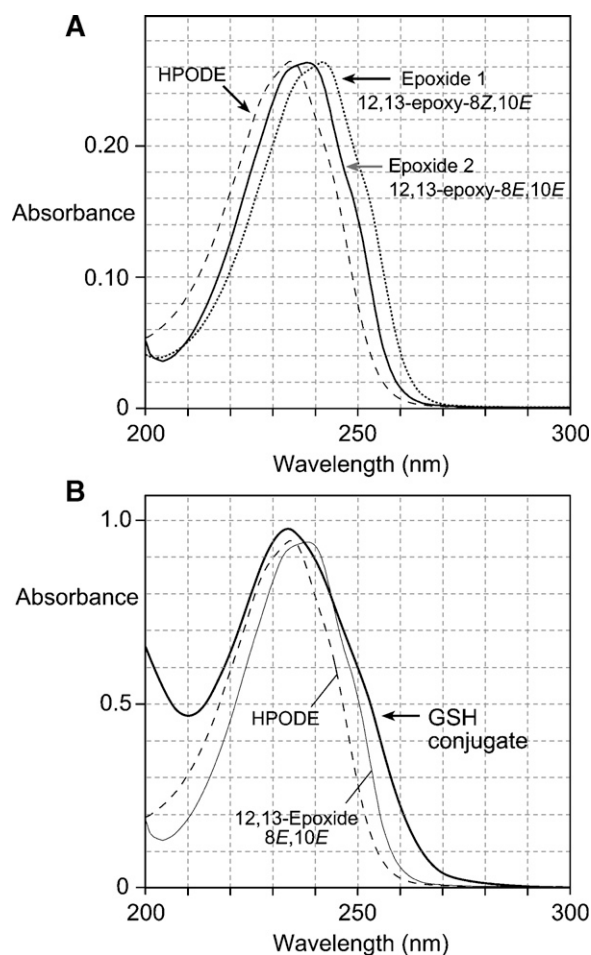 A
HPODE
Epoxide 1
12,13-epoxy-8Z,10E
0.20
Epoxide 2
12,13-epoxy-8E,10E
Absorbance
0.10
0
200
250
300
Wavelength (nm)
B
1.0
Absorbance
0.5
HPODE
GSH
conjugate
12,13-Epoxide
8E,10E
0
200
250
300
Wavelength (nm)